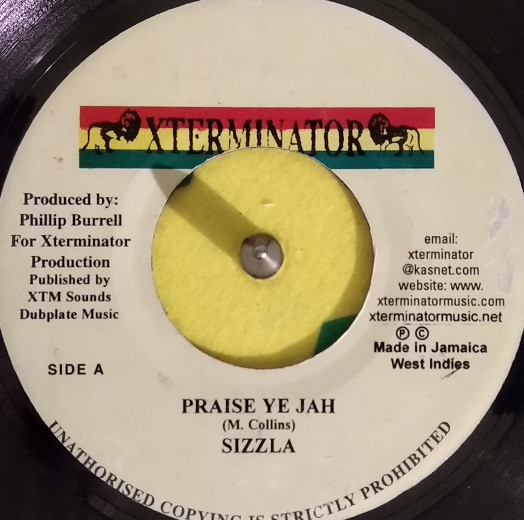 XTERMINATOR
Produced by:
Phillip Burrell
For Xterminator
Production
Published by
XTM Sounds
Dubplate Music
SIDE A
email:
xterminator
@kasnet.com
website: www.
xterminatormusic.com
xterminatormusic.net
Ⓟ ©
Made in Jamaica
West Indies
PRAISE YE JAH
(M. Collins)
SIZZLA
UNATHORISED COPYING IS STRICTLY PROHIBITED